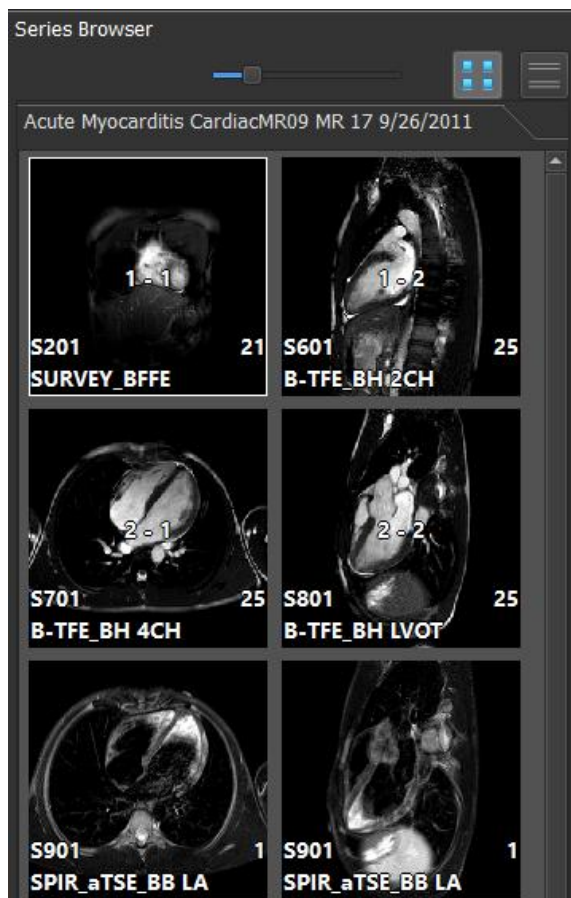 Series Browser
Acute Myocarditis CardiacMR09 MR 17 9/26/2011
1 - 1
S201 21
SURVEY_BFFE
1 - 2
S601 25
B-TFE_BH 2CH
2 - 1
S701 25
B-TFE_BH 4CH
2 - 2
S801 25
B-TFE_BH LVOT
S901 1
SPIR_aTSE_BB LA
S901 1
SPIR_aTSE_BB LA